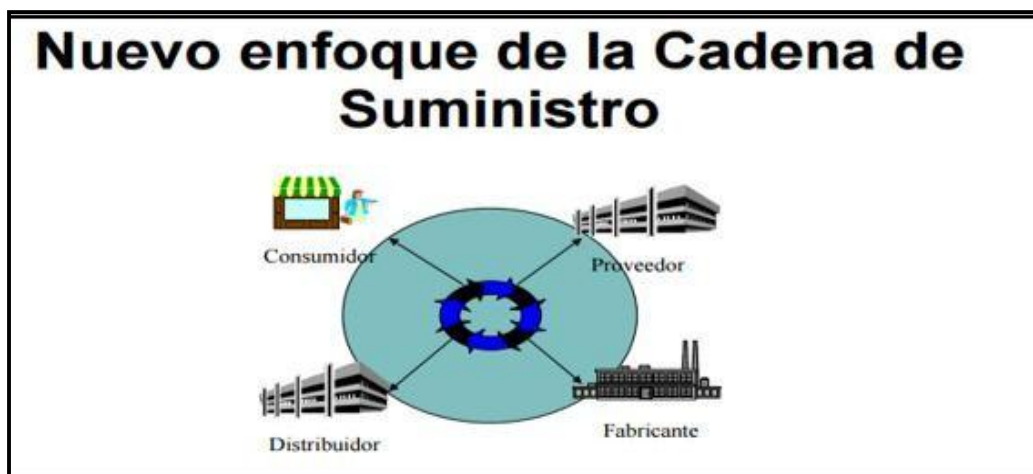 Nuevo enfoque de la Cadena de
Suministro
Consumidor
Proveedor
Distribuidor
Fabricante